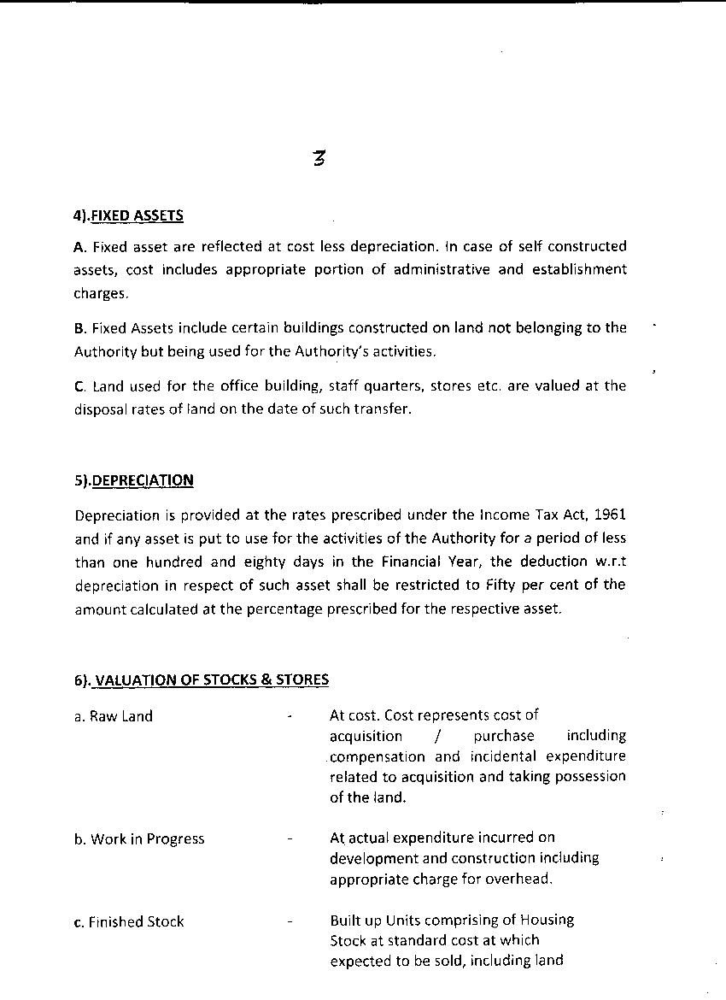 3
4).FIXED ASSETS
A. Fixed asset are reflected at cost less depreciation. In case of self constructed
assets, cost includes appropriate portion of administrative and establishment
charges.
B. Fixed Assets include certain buildings constructed on land not belonging to the
Authority but being used for the Authority's activities.
C. Land used for the office building, staff quarters, stores etc. are valued at the
disposal rates of land on the date of such transfer.
5).DEPRECIATION
Depreciation is provided at the rates prescribed under the Income Tax Act, 1961
and if any asset is put to use for the activities of the Authority for a period of less
than one hundred and eighty days in the Financial Year, the deduction w.r.t
depreciation in respect of such asset shall be restricted to Fifty per cent of the
amount calculated at the percentage prescribed for the respective asset.
6). VALUATION OF STOCKS & STORES
a. Raw Land - At cost. Cost represents cost of
acquisition / purchase including
compensation and incidental expenditure
related to acquisition and taking possession
of the land.
b. Work in Progress - At actual expenditure incurred on
development and construction including
appropriate charge for overhead.
c. Finished Stock - Built up Units comprising of Housing
Stock at standard cost at which
expected to be sold, including land